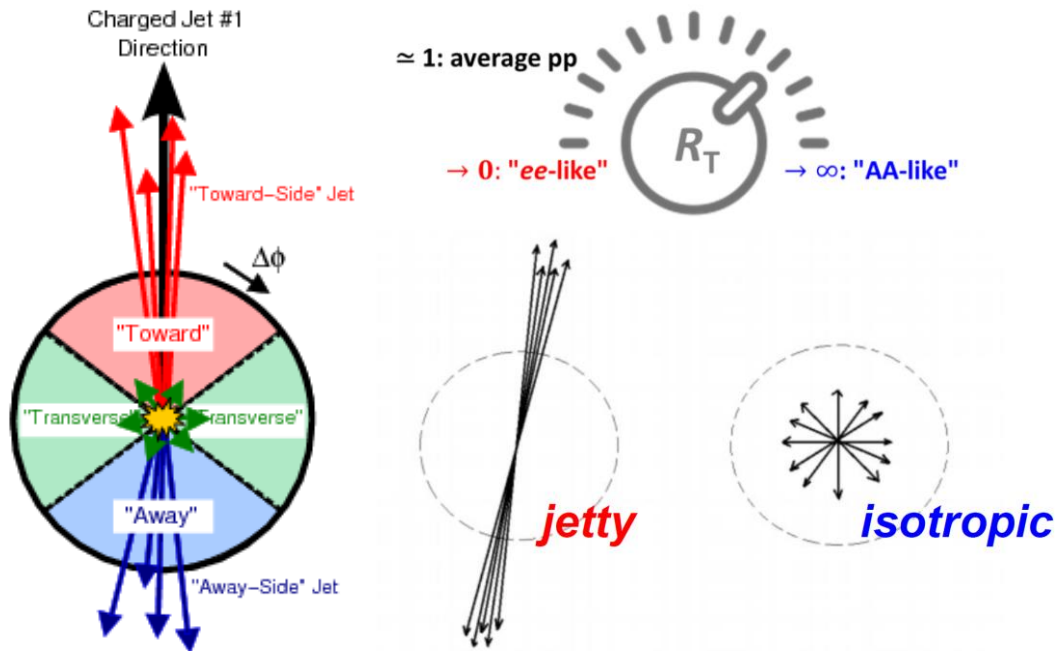 Charged Jet #1
Direction
"Toward-Side" Jet
Δϕ
"Toward"
"Transverse" "Transverse"
"Away"
"Away-Side" Jet
≃ 1: average pp
R_T
→ 0: "ee-like"
→ ∞: "AA-like"
jetty
isotropic